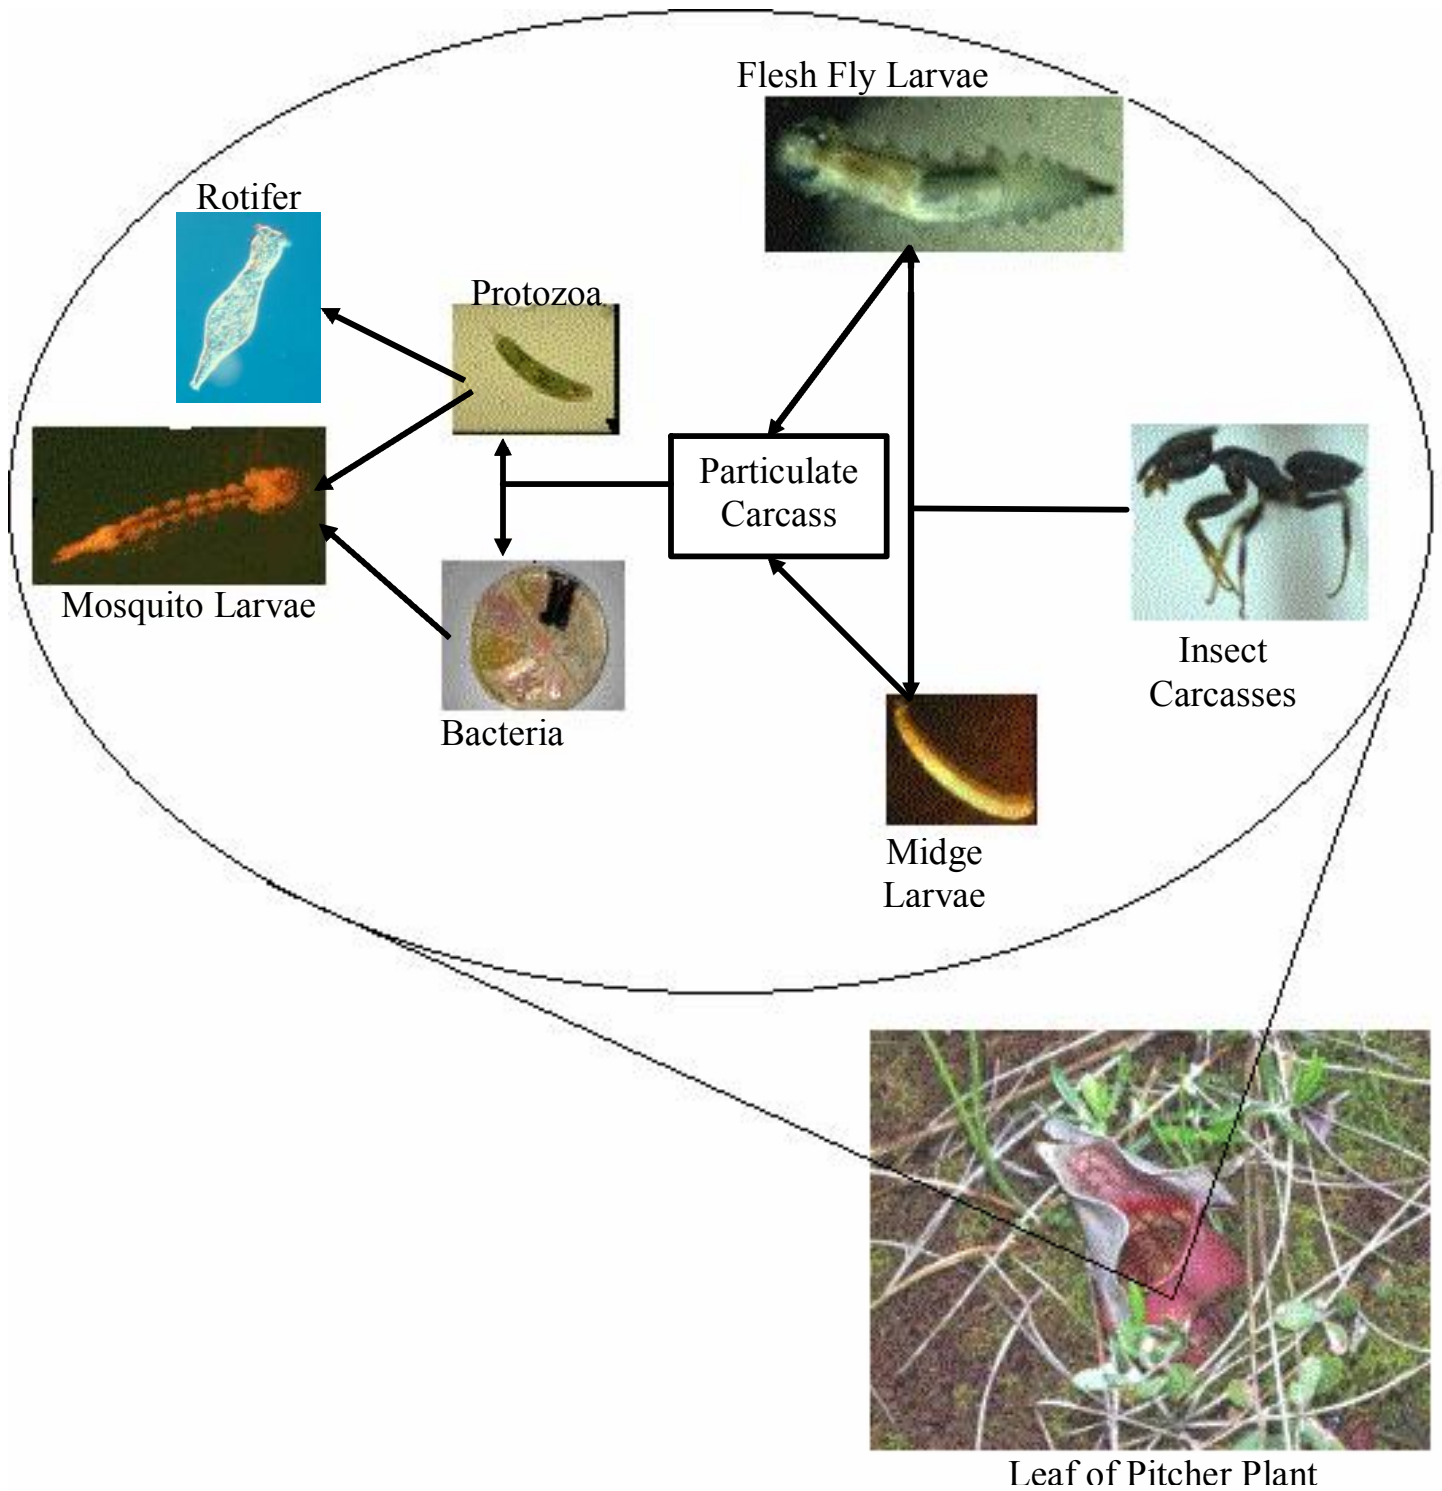 Flesh Fly Larvae
Rotifer
Protozoa
Particulate
Carcass
Mosquito Larvae
Insect
Carcasses
Bacteria
Midge
Larvae
Leaf of Pitcher Plant